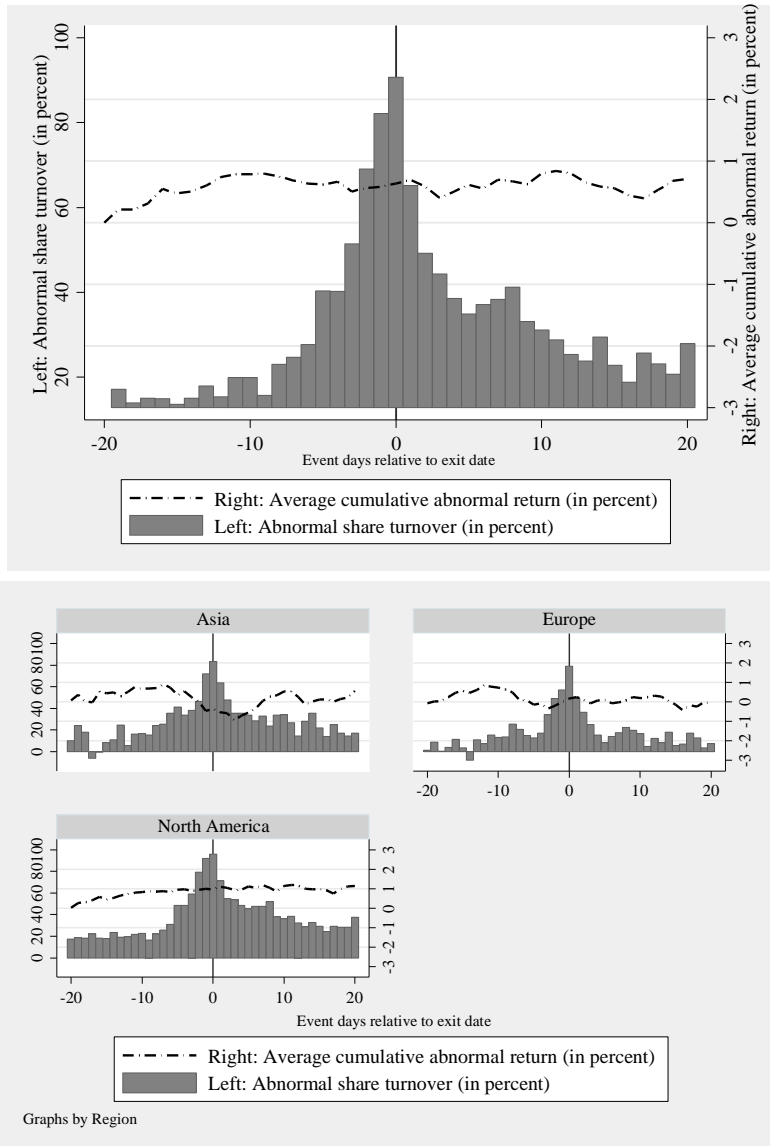 Left: Abnormal share turnover (in percent)
100
80
60
40
20
3
2
1
0
-1
-2
-3
Right: Average cumulative abnormal return (in percent)
-20 -10 0 10 20
Event days relative to exit date
Right: Average cumulative abnormal return (in percent)
Left: Abnormal share turnover (in percent)
Asia
0 20 40 60 80100
Europe
-3 -2 -1 0 1 2 3
-20 -10 0 10 20
North America
0 20 40 60 80100
-3 -2 -1 0 1 2 3
-20 -10 0 10 20
Event days relative to exit date
Right: Average cumulative abnormal return (in percent)
Left: Abnormal share turnover (in percent)
Graphs by Region